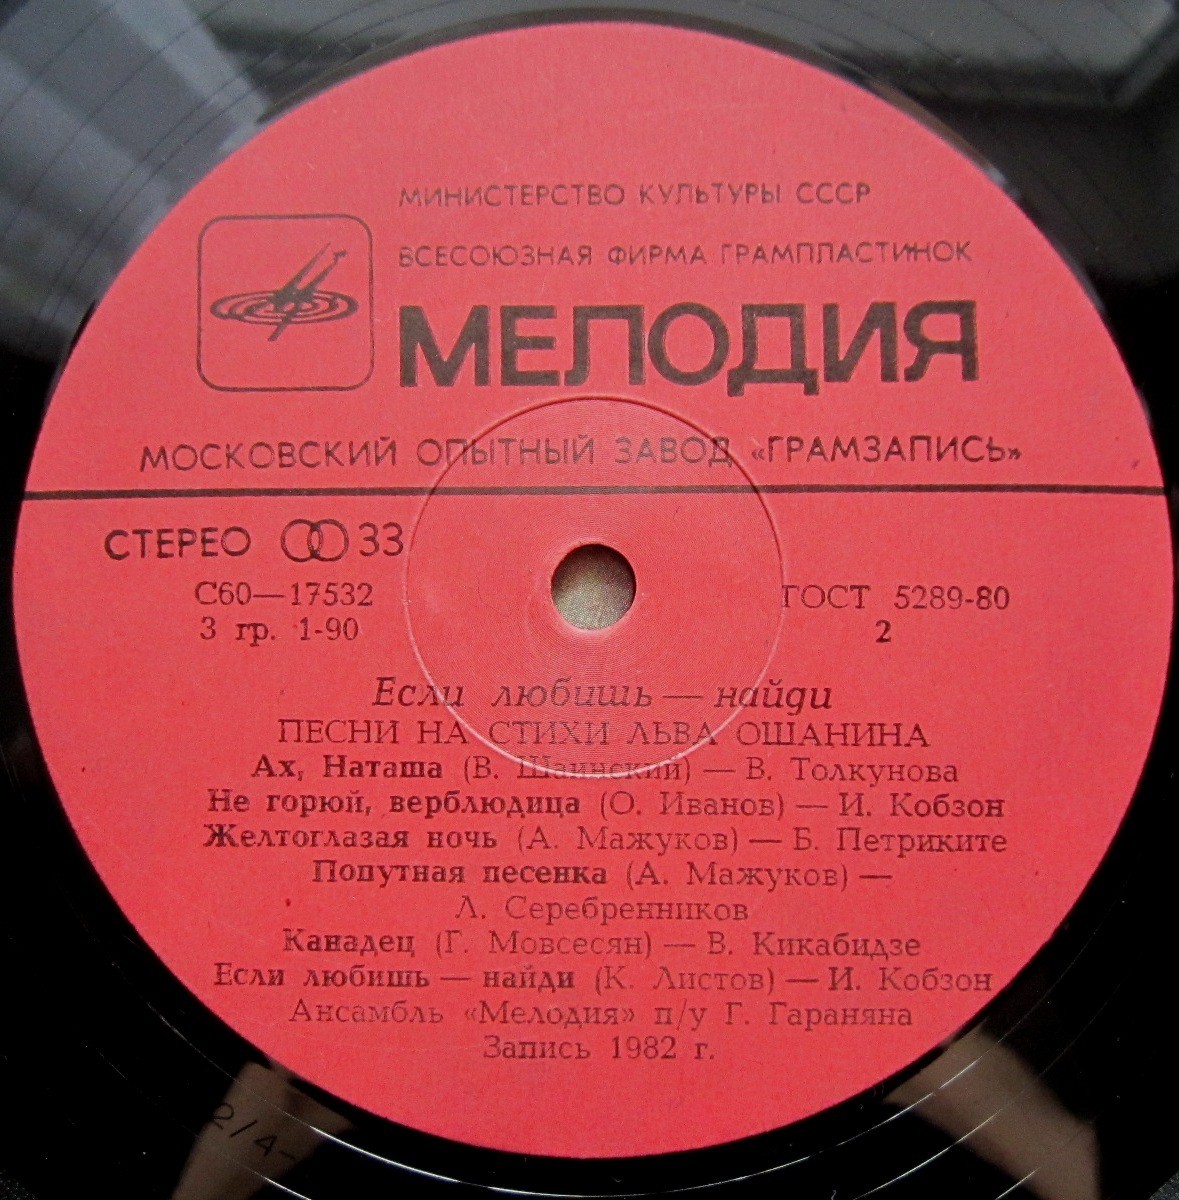 МИНИСТЕРСТВО КУЛЬТУРЫ СССР
ВСЕСОЮЗНАЯ ФИРМА ГРАМПЛАСТИНОК
МЕЛОДИЯ
МОСКОВСКИЙ ОПЫТНЫЙ ЗАВОД «ГРАМЗАПИСЬ»
СТЕРЕО 33
С60—17532 ГОСТ 5289-80
3 гр. 1-90 2
Если любишь — найди
ПЕСНИ НА СТИХИ ЛЬВА ОШАНИНА
Ах, Наташа (В. Шаинский) — В. Толкунова
Не горюй, верблюдица (О. Иванов) — И. Кобзон
Желтоглазая ночь (А. Мажуков) — Б. Петриките
Попутная песенка (А. Мажуков) —
Л. Серебренников
Канадец (Г. Мовсесян) — В. Кикабидзе
Если любишь — найди (К. Листов) — И. Кобзон
Ансамбль «Мелодия» п/у Г. Гараняна
Запись 1982 г.
2/4-